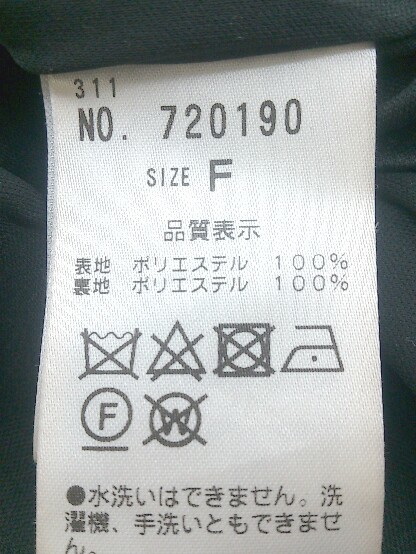 311
NO. 720190
SIZE F
品質表示
表地 ポリエステル 100%
裏地 ポリエステル 100%
F
W
●水洗いはできません。洗
濯機、手洗いともできませ
ん。